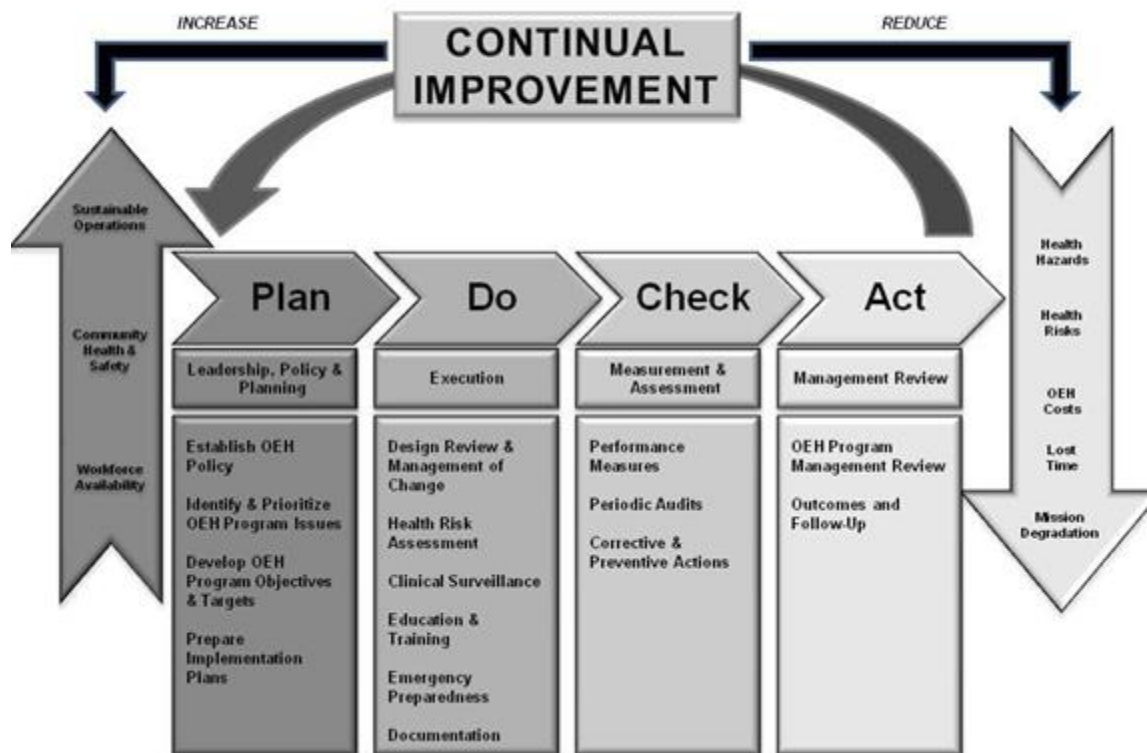 INCREASE
REDUCE
CONTINUAL
IMPROVEMENT
Sustainable
Operations
Community
Health &
Safety
Workforce
Availability
Plan
Do
Check
Act
Leadership, Policy &
Planning
Execution
Measurement &
Assessment
Management Review
Establish OEH
Policy
Identify & Prioritize
OEH Program Issues
Develop OEH
Program Objectives
& Targets
Prepare
Implementation
Plans
Design Review &
Management of
Change
Health Risk
Assessment
Clinical Surveillance
Education &
Training
Emergency
Preparedness
Documentation
Performance
Measures
Periodic Audits
Corrective &
Preventive Actions
OEH Program
Management Review
Outcomes and
Follow-Up
Health
Hazards
Health
Risks
OEH
Costs
Lost
Time
Mission
Degradation